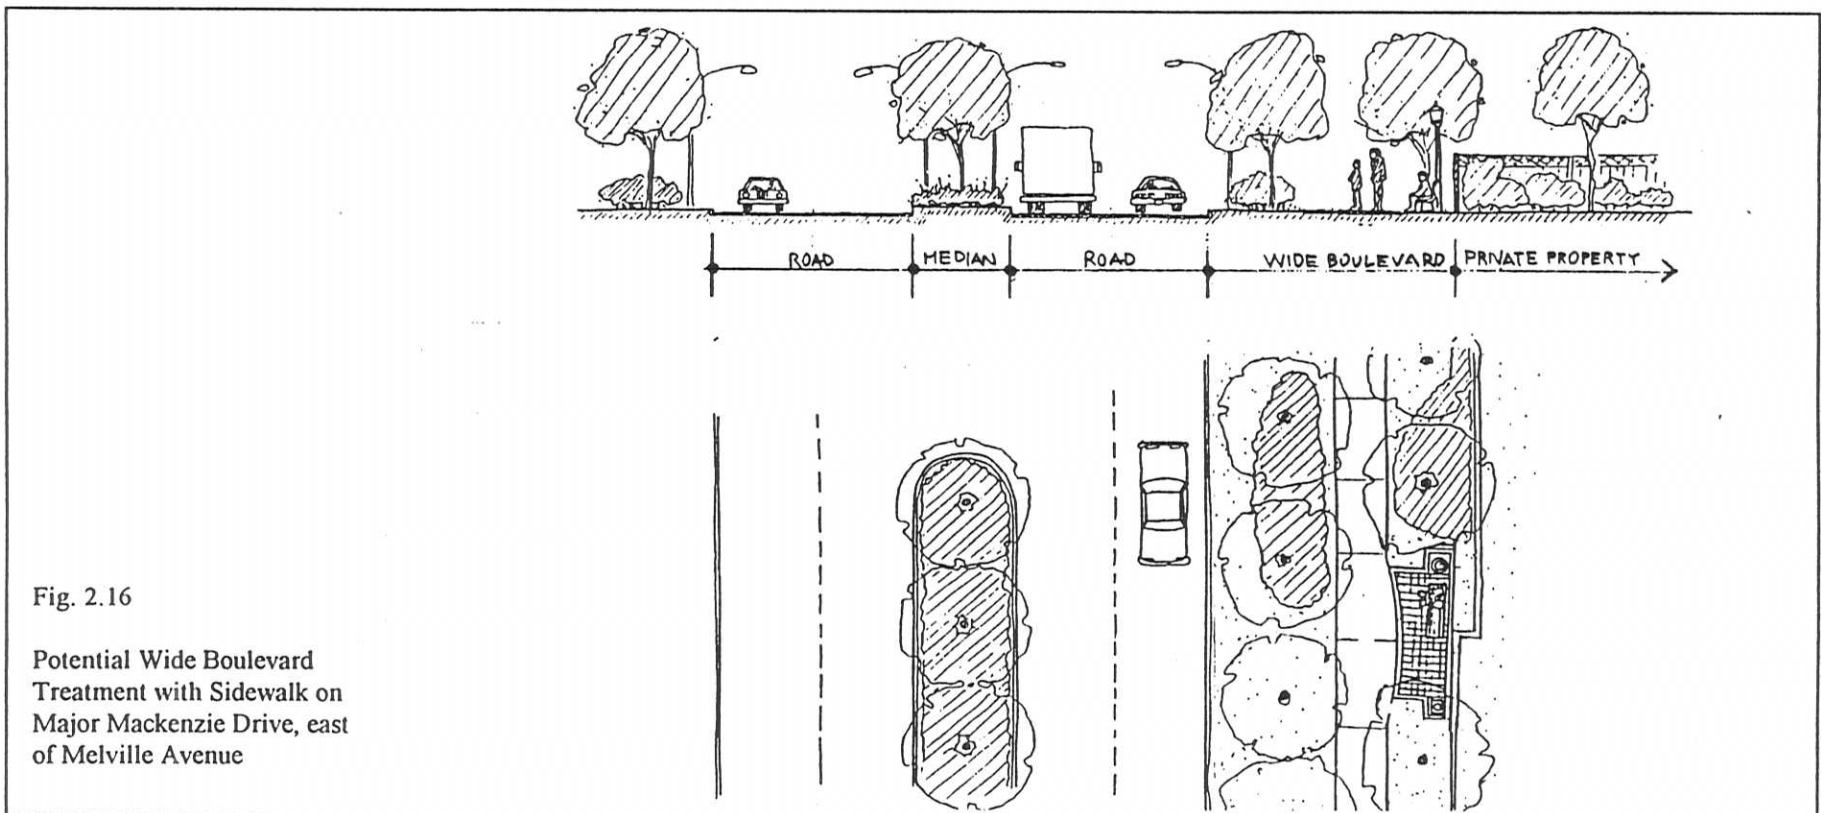 ROAD
MEDIAN
ROAD
WIDE BOULEVARD
PRIVATE PROPERTY
Fig. 2.16
Potential Wide Boulevard
Treatment with Sidewalk on
Major Mackenzie Drive, east
of Melville Avenue